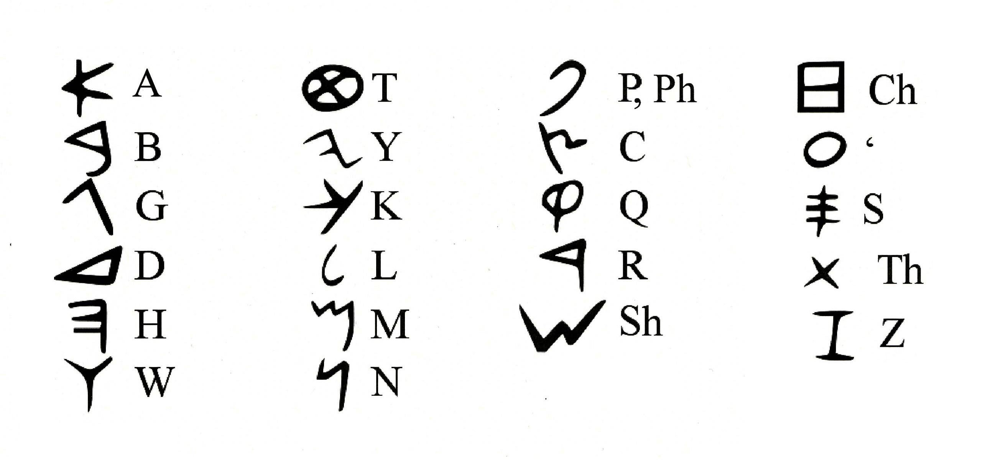 𐤀 A 𐤈 T 𐤐 P, Ph 𐤇 Ch
𐤁 B 𐤉 Y 𐤑 C 𐤏 ‘
𐤂 G 𐤊 K 𐤒 Q 𐤎 S
𐤃 D 𐤋 L 𐤓 R 𐤕 Th
𐤄 H 𐤌 M 𐤔 Sh 𐤆 Z
𐤅 W 𐤍 N